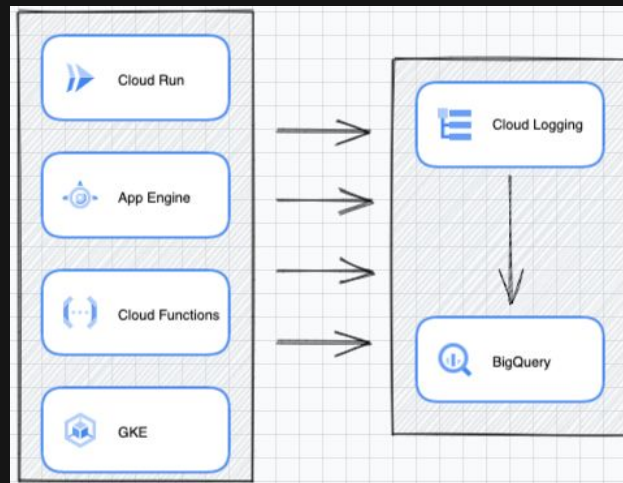 Cloud Run
App Engine
Cloud Functions
GKE
Cloud Logging
BigQuery